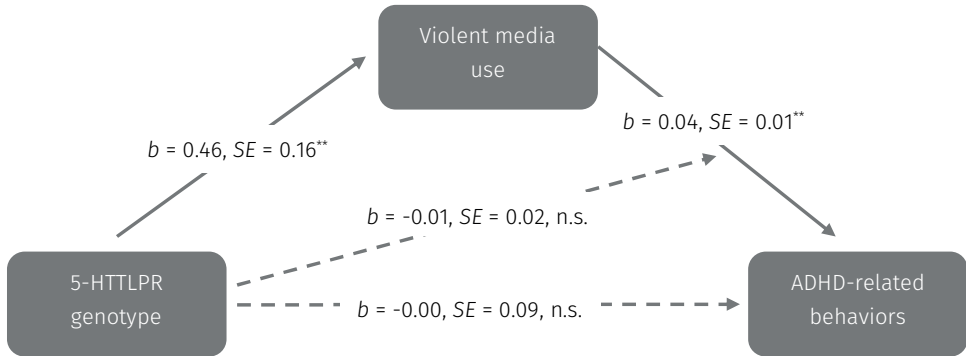 Violent media
use
b = 0.04, SE = 0.01**
b = 0.46, SE = 0.16**
b = -0.01, SE = 0.02, n.s.
5-HTTLPR
genotype
ADHD-related
behaviors
b = -0.00, SE = 0.09, n.s.